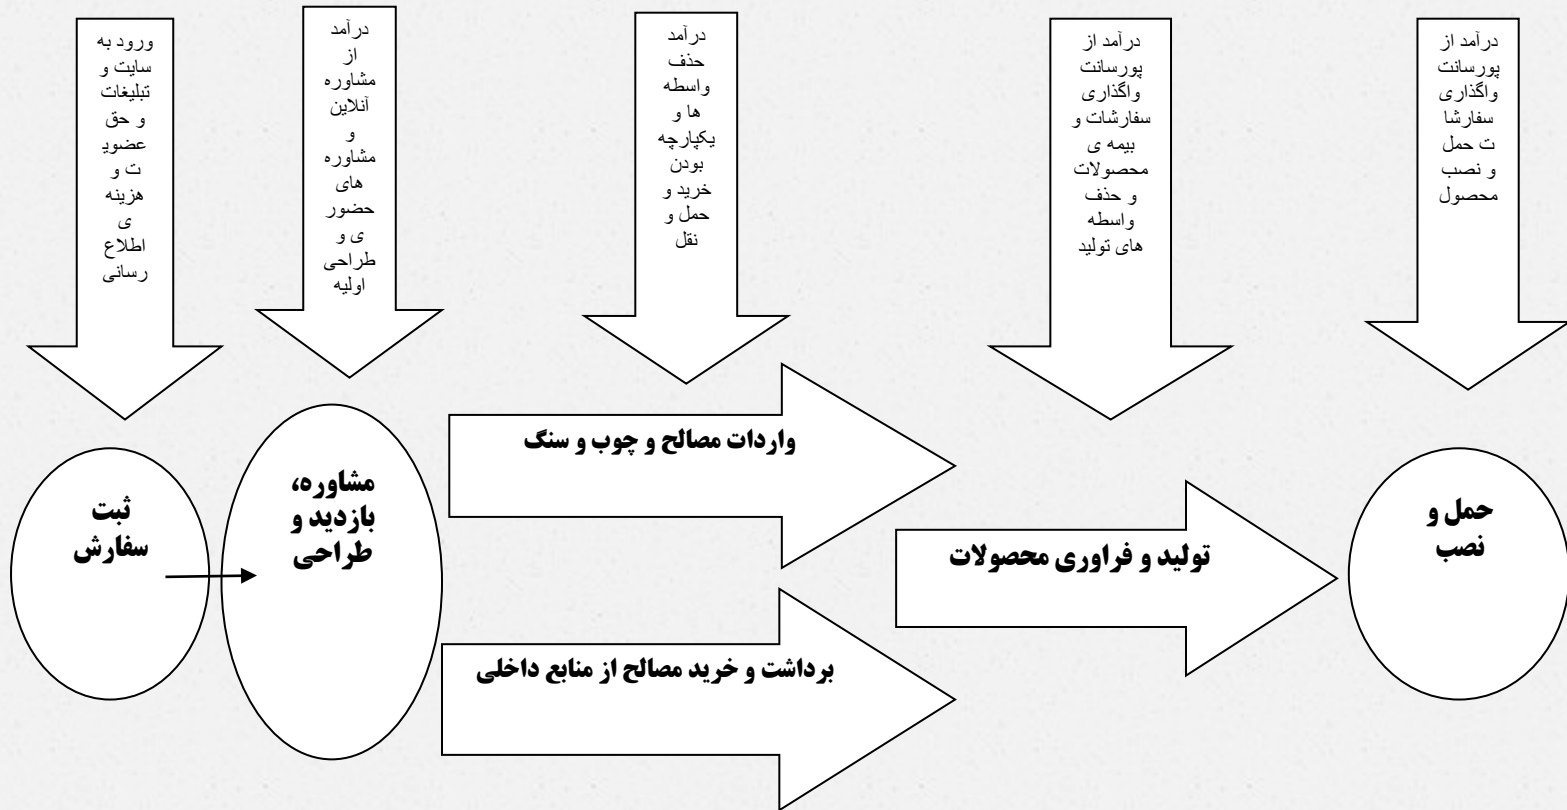 ورود به
سایت و
تبلیغات
و حق
عضوی
ت و
هزینه
ی
اطلاع
رسانی
درآمد
از
مشاوره
آنلاین
و
مشاوره
های
حضور
ی و
طراحی
اولیه
درآمد
حذف
واسطه
ها و
یکپارچه
بودن
خرید و
حمل و
نقل
درآمد از
پورسانت
واگذاری
سفارشات و
بیمه ی
محصولات
و حذف
واسطه
های تولید
درآمد از
پورسانت
واگذاری
سفارشا
ت حمل
و نصب
محصول
ثبت
سفارش
مشاوره،
بازدید و
طراحی
واردات مصالح و چوب و سنگ
برداشت و خرید مصالح از منابع داخلی
تولید و فراوری محصولات
حمل و
نصب